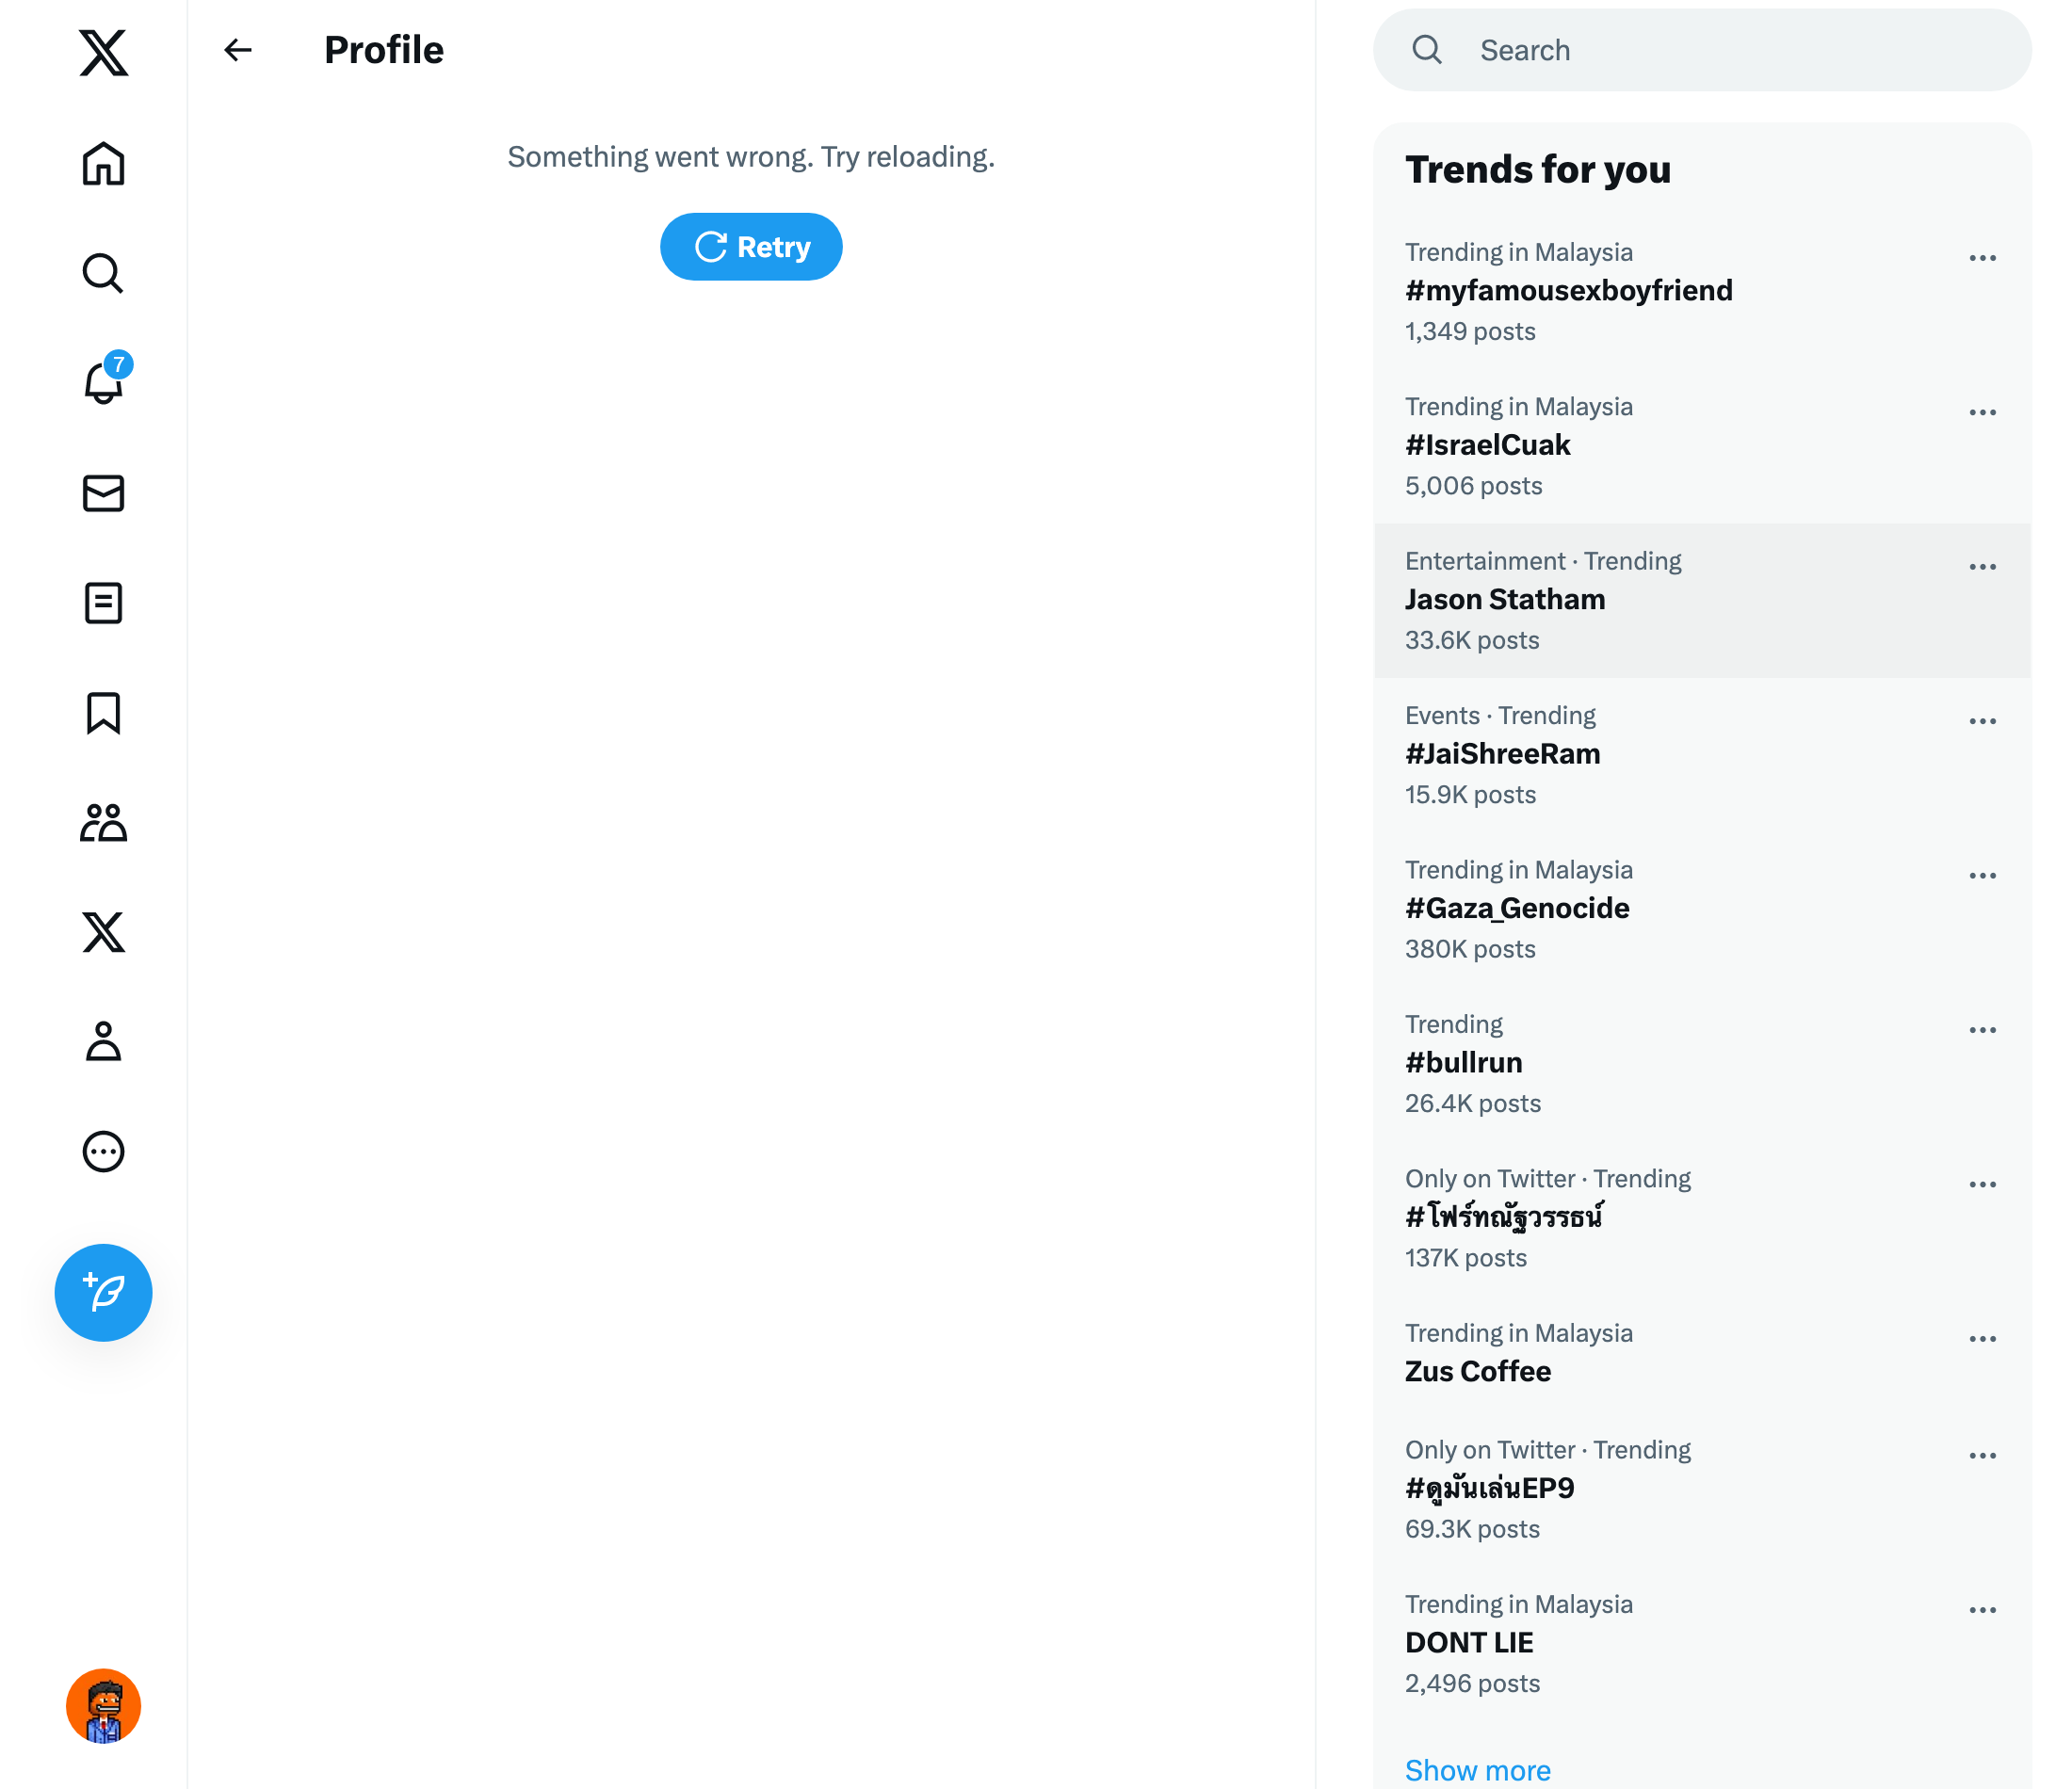 Profile
Something went wrong. Try reloading.
Retry
7
Search
Trends for you
Trending in Malaysia
#myfamousexboyfriend
1,349 posts
Trending in Malaysia
#IsraelCuak
5,006 posts
Entertainment · Trending
Jason Statham
33.6K posts
Events · Trending
#JaiShreeRam
15.9K posts
Trending in Malaysia
#Gaza_Genocide
380K posts
Trending
#bullrun
26.4K posts
Only on Twitter · Trending
#โฟร์ทณัฐวรรธน์
137K posts
Trending in Malaysia
Zus Coffee
Only on Twitter · Trending
#ดูมันเล่นEP9
69.3K posts
Trending in Malaysia
DONT LIE
2,496 posts
Show more